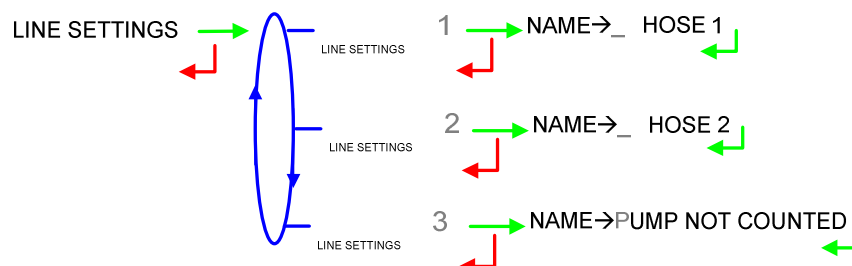 LINE SETTINGS
LINE SETTINGS 1 NAME→_ HOSE 1
LINE SETTINGS 2 NAME→_ HOSE 2
LINE SETTINGS 3 NAME→PUMP NOT COUNTED